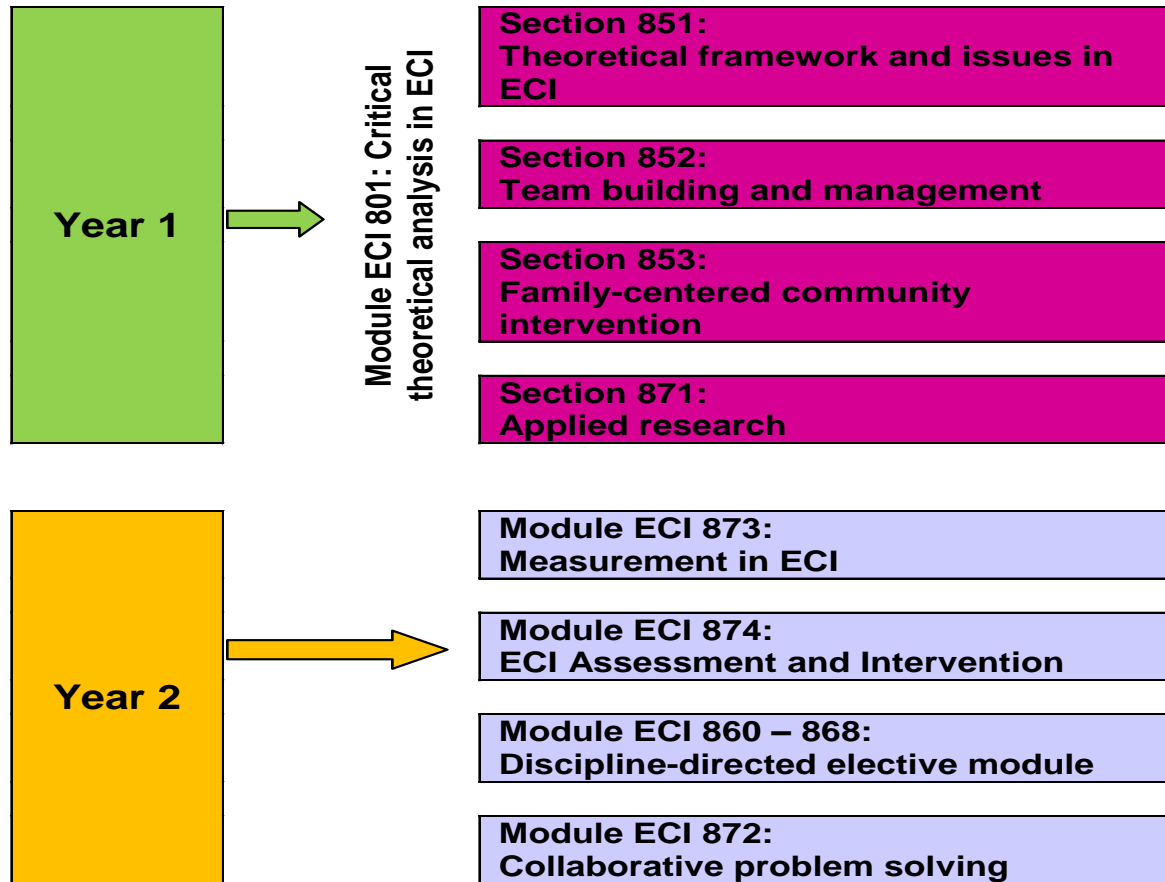 Year 1
Module ECI 801: Critical
theoretical analysis in ECI
Section 851:
Theoretical framework and issues in
ECI
Section 852:
Team building and management
Section 853:
Family-centered community
intervention
Section 871:
Applied research
Year 2
Module ECI 873:
Measurement in ECI
Module ECI 874:
ECI Assessment and Intervention
Module ECI 860 – 868:
Discipline-directed elective module
Module ECI 872:
Collaborative problem solving